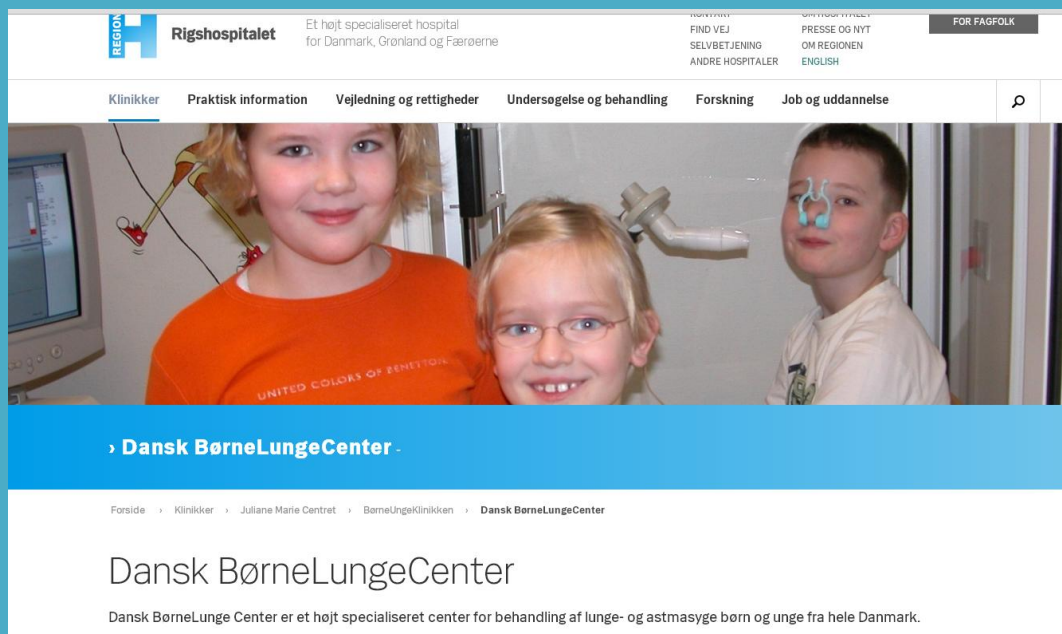 REGION H
Rigshospitalet
Et højt specialiseret hospital
for Danmark, Grønland og Færøerne
KONTAKT
FIND VEJ
SELVBETJENING
ANDRE HOSPITALER
OM HOSPITALET
PRESSE OG NYT
OM REGIONEN
ENGLISH
FOR FAGFOLK
Klinikker Praktisk information Vejledning og rettigheder Undersøgelse og behandling Forskning Job og uddannelse
UNITED COLORS OF BENETTON.
› Dansk BørneLungeCenter -
Forside › Klinikker › Juliane Marie Centret › BørneUngeKlinikken › Dansk BørneLungeCenter
Dansk BørneLungeCenter
Dansk BørneLunge Center er et højt specialiseret center for behandling af lunge- og astmasyge børn og unge fra hele Danmark.